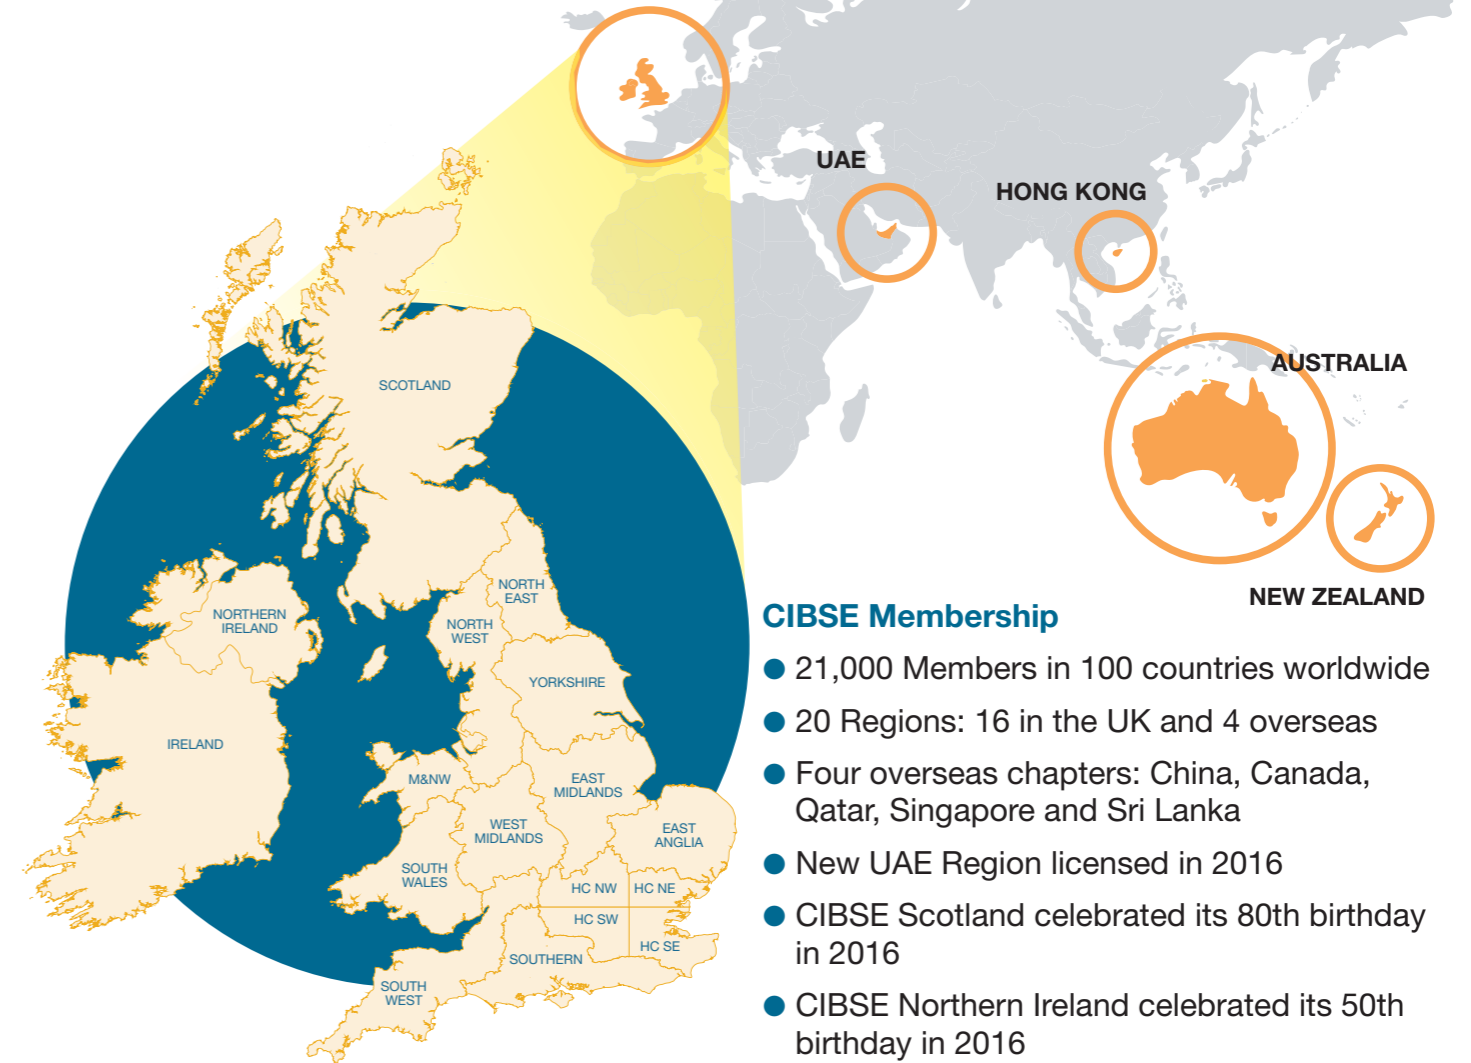 UAE
HONG KONG
AUSTRALIA
NEW ZEALAND
SCOTLAND
NORTHERN
IRELAND
NORTH
EAST
NORTH
WEST
YORKSHIRE
IRELAND
M&NW
EAST
MIDLANDS
WEST
MIDLANDS
EAST
ANGLIA
SOUTH
WALES
HC NW
HC NE
HC SW
HC SE
SOUTHERN
SOUTH
WEST
CIBSE Membership
● 21,000 Members in 100 countries worldwide
● 20 Regions: 16 in the UK and 4 overseas
● Four overseas chapters: China, Canada,
Qatar, Singapore and Sri Lanka
● New UAE Region licensed in 2016
● CIBSE Scotland celebrated its 80th birthday
in 2016
● CIBSE Northern Ireland celebrated its 50th
birthday in 2016